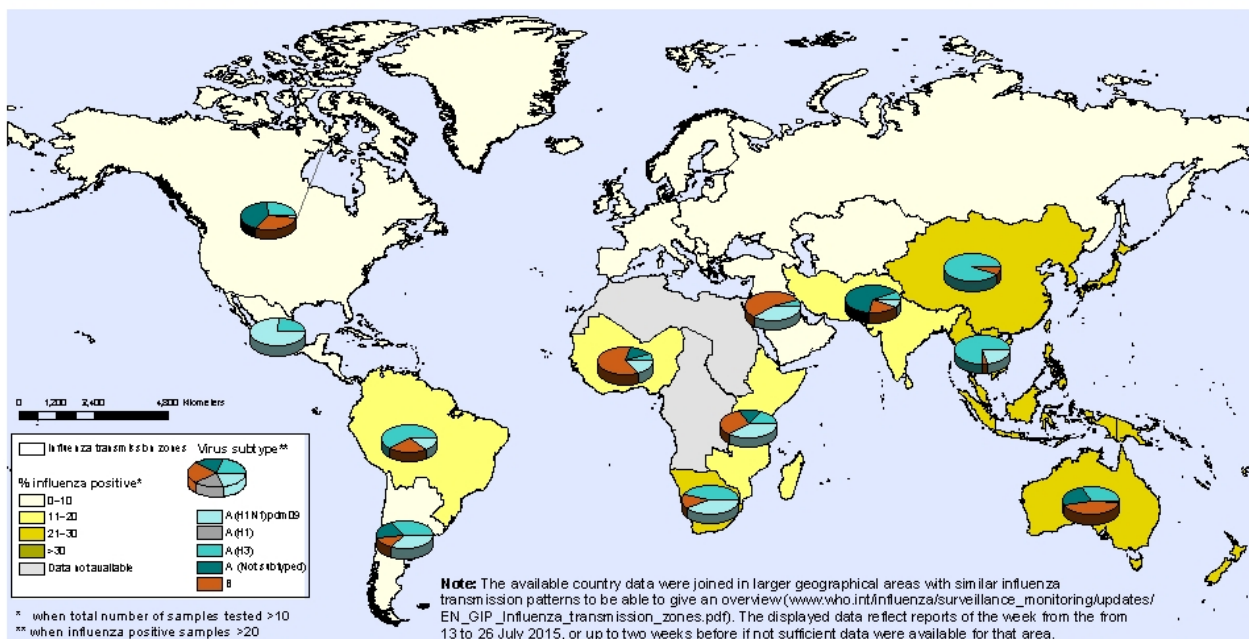 0 1,200 2,400 4,800 Kilometers
Influenza transmission zones
Virus subtype**
% influenza positive*
0-10
11-20
21-30
>30
Data not available
A(H1N1)pdm09
A(H1)
A(H3)
A (Not subtyped)
B
* when total number of samples tested >10
** when influenza positive samples >20
Note: The available country data were joined in larger geographical areas with similar influenza
transmission patterns to be able to give an overview (www.who.int/influenza/surveillance_monitoring/updates/
EN_GIP_Influenza_transmission_zones.pdf). The displayed data reflect reports of the week from the from
13 to 26 July 2015, or up to two weeks before if not sufficient data were available for that area.